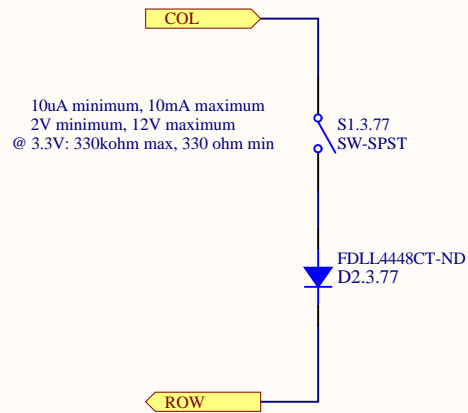 COL
10uA minimum, 10mA maximum
2V minimum, 12V maximum
@ 3.3V: 330kohm max, 330 ohm min
S1.3.77
SW-SPST
FDLL4448CT-ND
D2.3.77
ROW